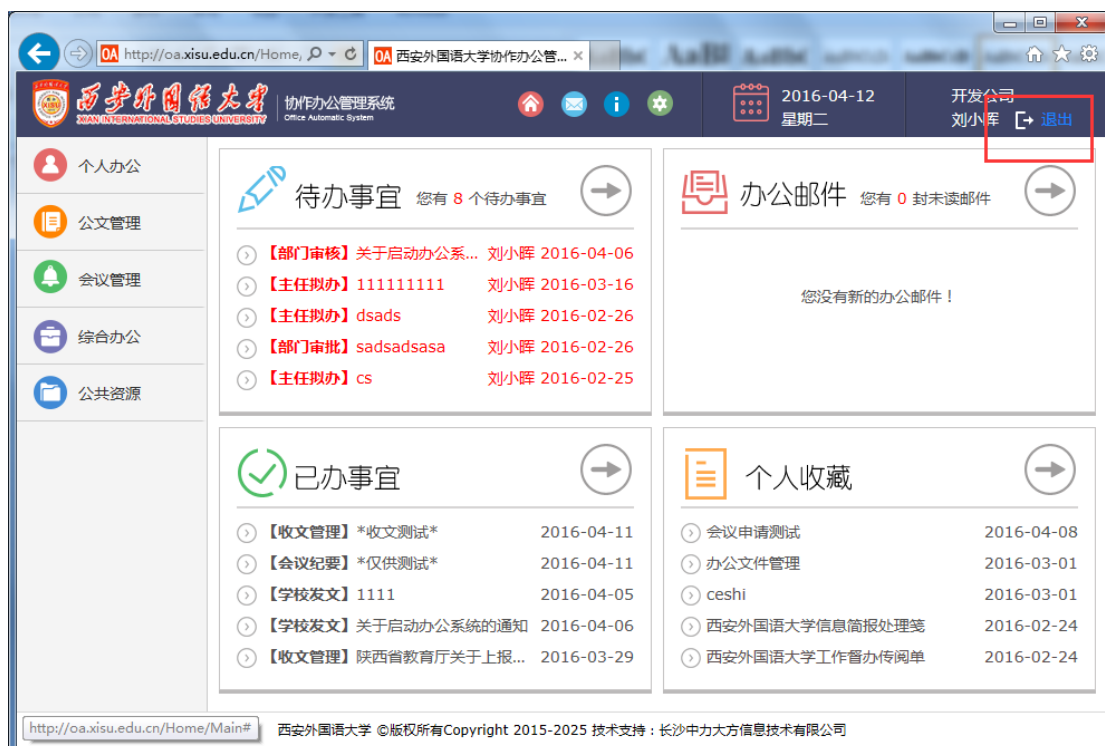 http://oa.xisu.edu.cn/Home,
OA 西安外国语大学协作办公管...
西安外国语大学
XIAN INTERNATIONAL STUDIES UNIVERSITY
协作办公管理系统
Office Automatic System
2016-04-12
星期二
开发公司
刘小晖 退出
个人办公
公文管理
会议管理
综合办公
公共资源
待办事宜 您有 8 个待办事宜
【部门审核】关于启动办公系... 刘小晖 2016-04-06
【主任拟办】111111111 刘小晖 2016-03-16
【主任拟办】dsads 刘小晖 2016-02-26
【部门审批】sadsadsasa 刘小晖 2016-02-26
【主任拟办】cs 刘小晖 2016-02-25
办公邮件 您有 0 封未读邮件
您没有新的办公邮件！
已办事宜
【收文管理】*收文测试* 2016-04-11
【会议纪要】*仅供测试* 2016-04-11
【学校发文】1111 2016-04-05
【学校发文】关于启动办公系统的通知 2016-04-06
【收文管理】陕西省教育厅关于上报... 2016-03-29
个人收藏
会议申请测试 2016-04-08
办公文件管理 2016-03-01
ceshi 2016-03-01
西安外国语大学信息简报处理笺 2016-02-24
西安外国语大学工作督办传阅单 2016-02-24
http://oa.xisu.edu.cn/Home/Main#
西安外国语大学 ©版权所有Copyright 2015-2025 技术支持：长沙中力大方信息技术有限公司